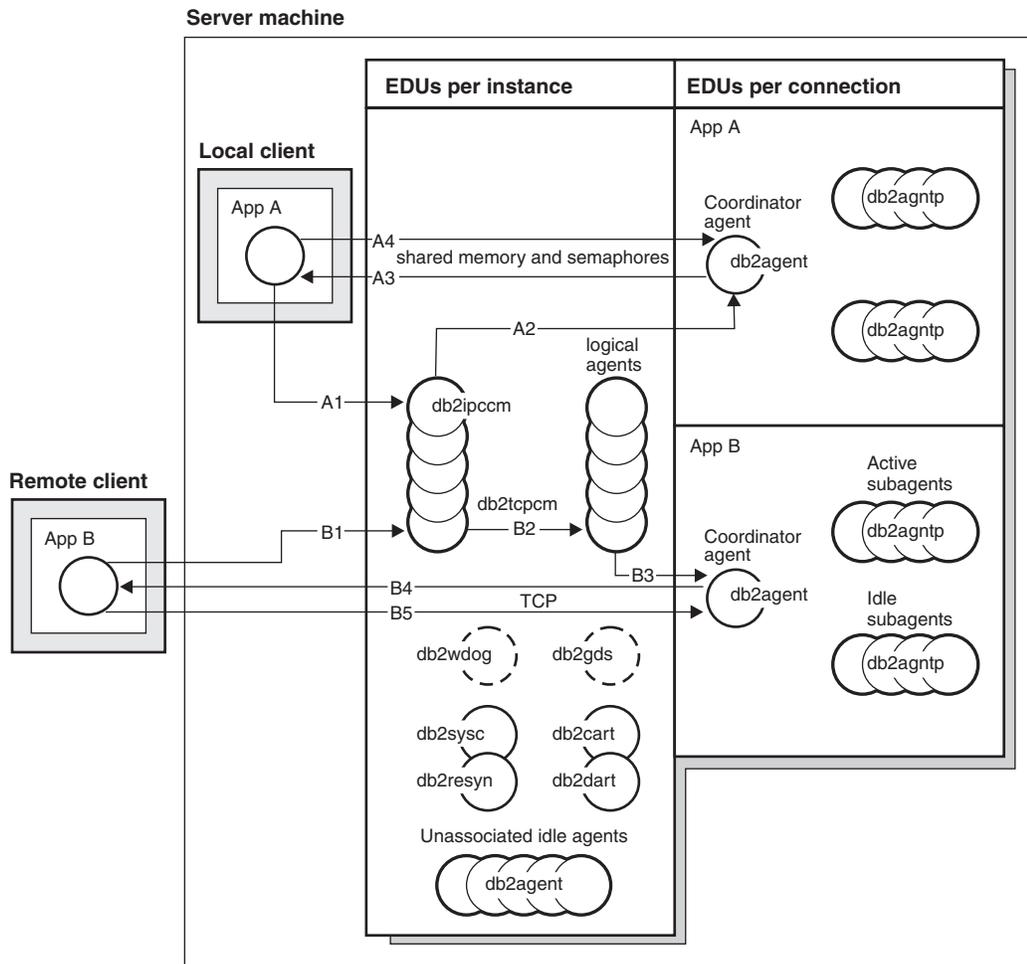 Server machine
EDUs per instance
EDUs per connection
App A
Local client
App A
Coordinator
agent
db2agntp
A4
shared memory and semaphores
db2agent
A3
A2
db2agntp
logical
agents
A1
db2ipccm
App B
Active
subagents
Remote client
db2tcpcm
App B
B1
B2
db2agntp
Coordinator
agent
B3
B4
db2agent
TCP
B5
Idle
subagents
db2wdog
db2gds
db2agntp
db2sysc
db2cart
db2resyn
db2dart
Unassociated idle agents
db2agent